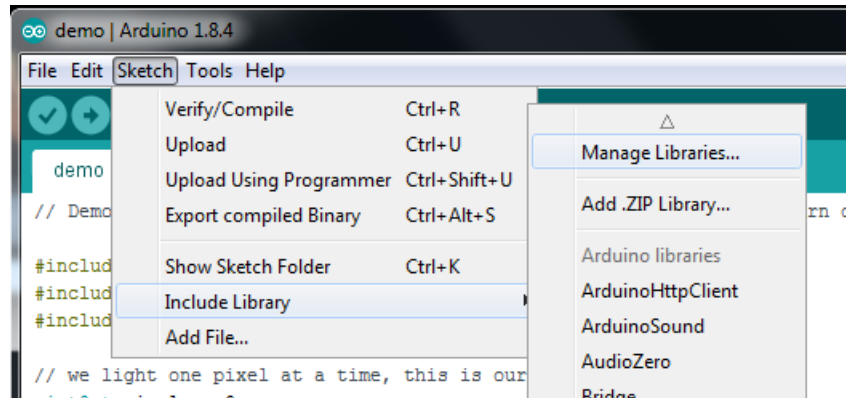 demo | Arduino 1.8.4
File Edit Sketch Tools Help
demo
Verify/Compile Ctrl+R
Upload Ctrl+U
Upload Using Programmer Ctrl+Shift+U
Export compiled Binary Ctrl+Alt+S
Show Sketch Folder Ctrl+K
Include Library
Add File...
Manage Libraries...
Add .ZIP Library...
Arduino libraries
ArduinoHttpClient
ArduinoSound
AudioZero
Bridge
// Demo
#includ
#includ
#includ
// we light one pixel at a time, this is our